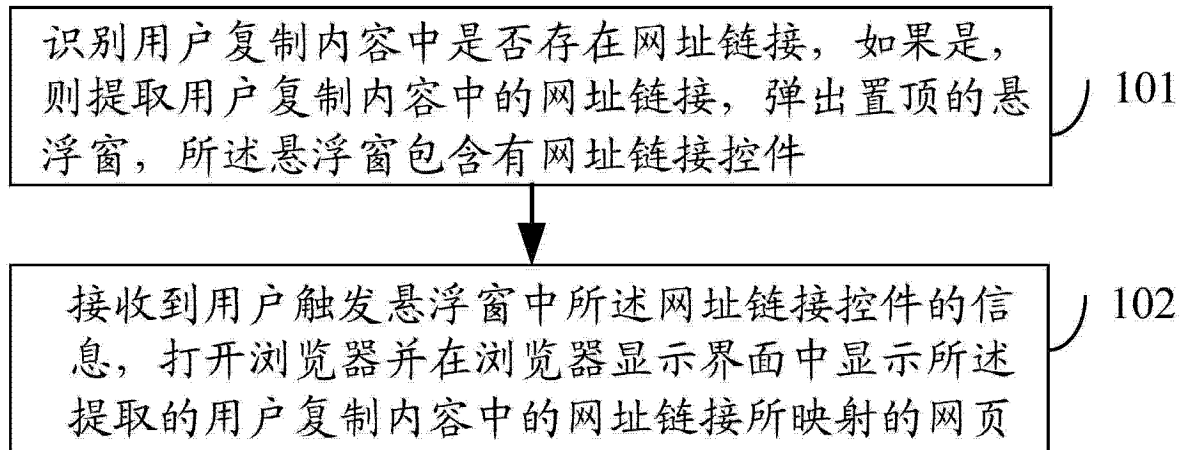 识别用户复制内容中是否存在网址链接，如果是，
则提取用户复制内容中的网址链接，弹出置顶的悬
浮窗，所述悬浮窗包含有网址链接控件
101
接收到用户触发悬浮窗中所述网址链接控件的信
息，打开浏览器并在浏览器显示界面中显示所述
提取的用户复制内容中的网址链接所映射的网页
102